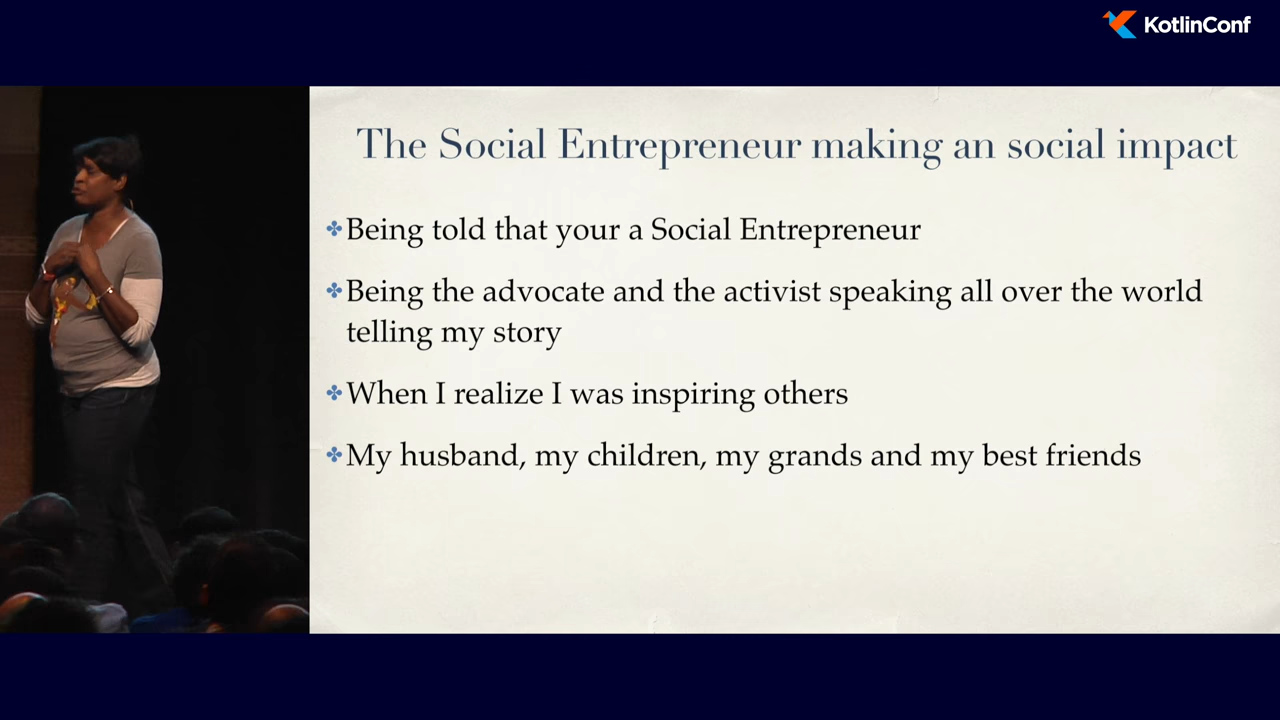 KotlinConf
The Social Entrepreneur making an social impact
Being told that your a Social Entrepreneur
Being the advocate and the activist speaking all over the world
telling my story
When I realize I was inspiring others
My husband, my children, my grands and my best friends